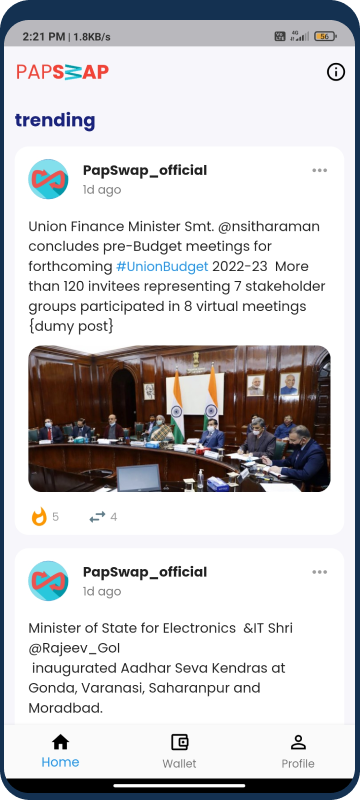 2:21 PM | 1.8KB/s
4G
56
PAPSWAP
trending
PapSwap_official
1d ago
Union Finance Minister Smt. @nsitharaman
concludes pre-Budget meetings for
forthcoming #UnionBudget 2022-23  More
than 120 invitees representing 7 stakeholder
groups participated in 8 virtual meetings
{dumy post}
5
4
PapSwap_official
1d ago
Minister of State for Electronics  &IT Shri
@Rajeev_GoI
inaugurated Aadhar Seva Kendras at
Gonda, Varanasi, Saharanpur and
Moradbad.
Home
Wallet
Profile